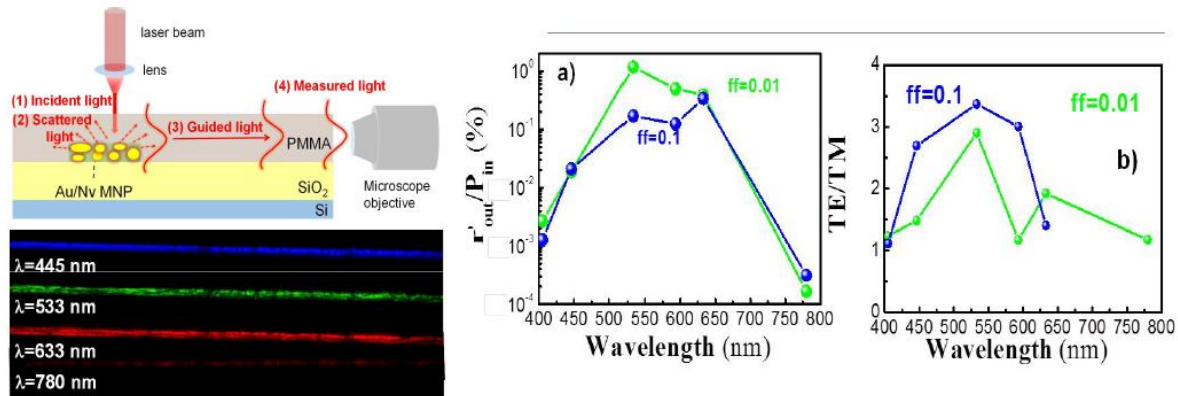 laser beam
lens
(1) Incident light
(2) Scattered
light
(3) Guided light
(4) Measured light
PMMA
Au/Nv MNP
SiO2
Si
Microscope
objective
λ=445 nm
λ=533 nm
λ=633 nm
λ=780 nm
a)
ff=0.01
ff=0.1
r'out/Pin (%)
10^0
10^-1
10^-2
10^-3
10^-4
400 450 500 550 600 650 700 750 800
Wavelength (nm)
ff=0.1
ff=0.01
b)
TE/TM
4
3
2
1
0
400 450 500 550 600 650 700 750 800
Wavelength (nm)